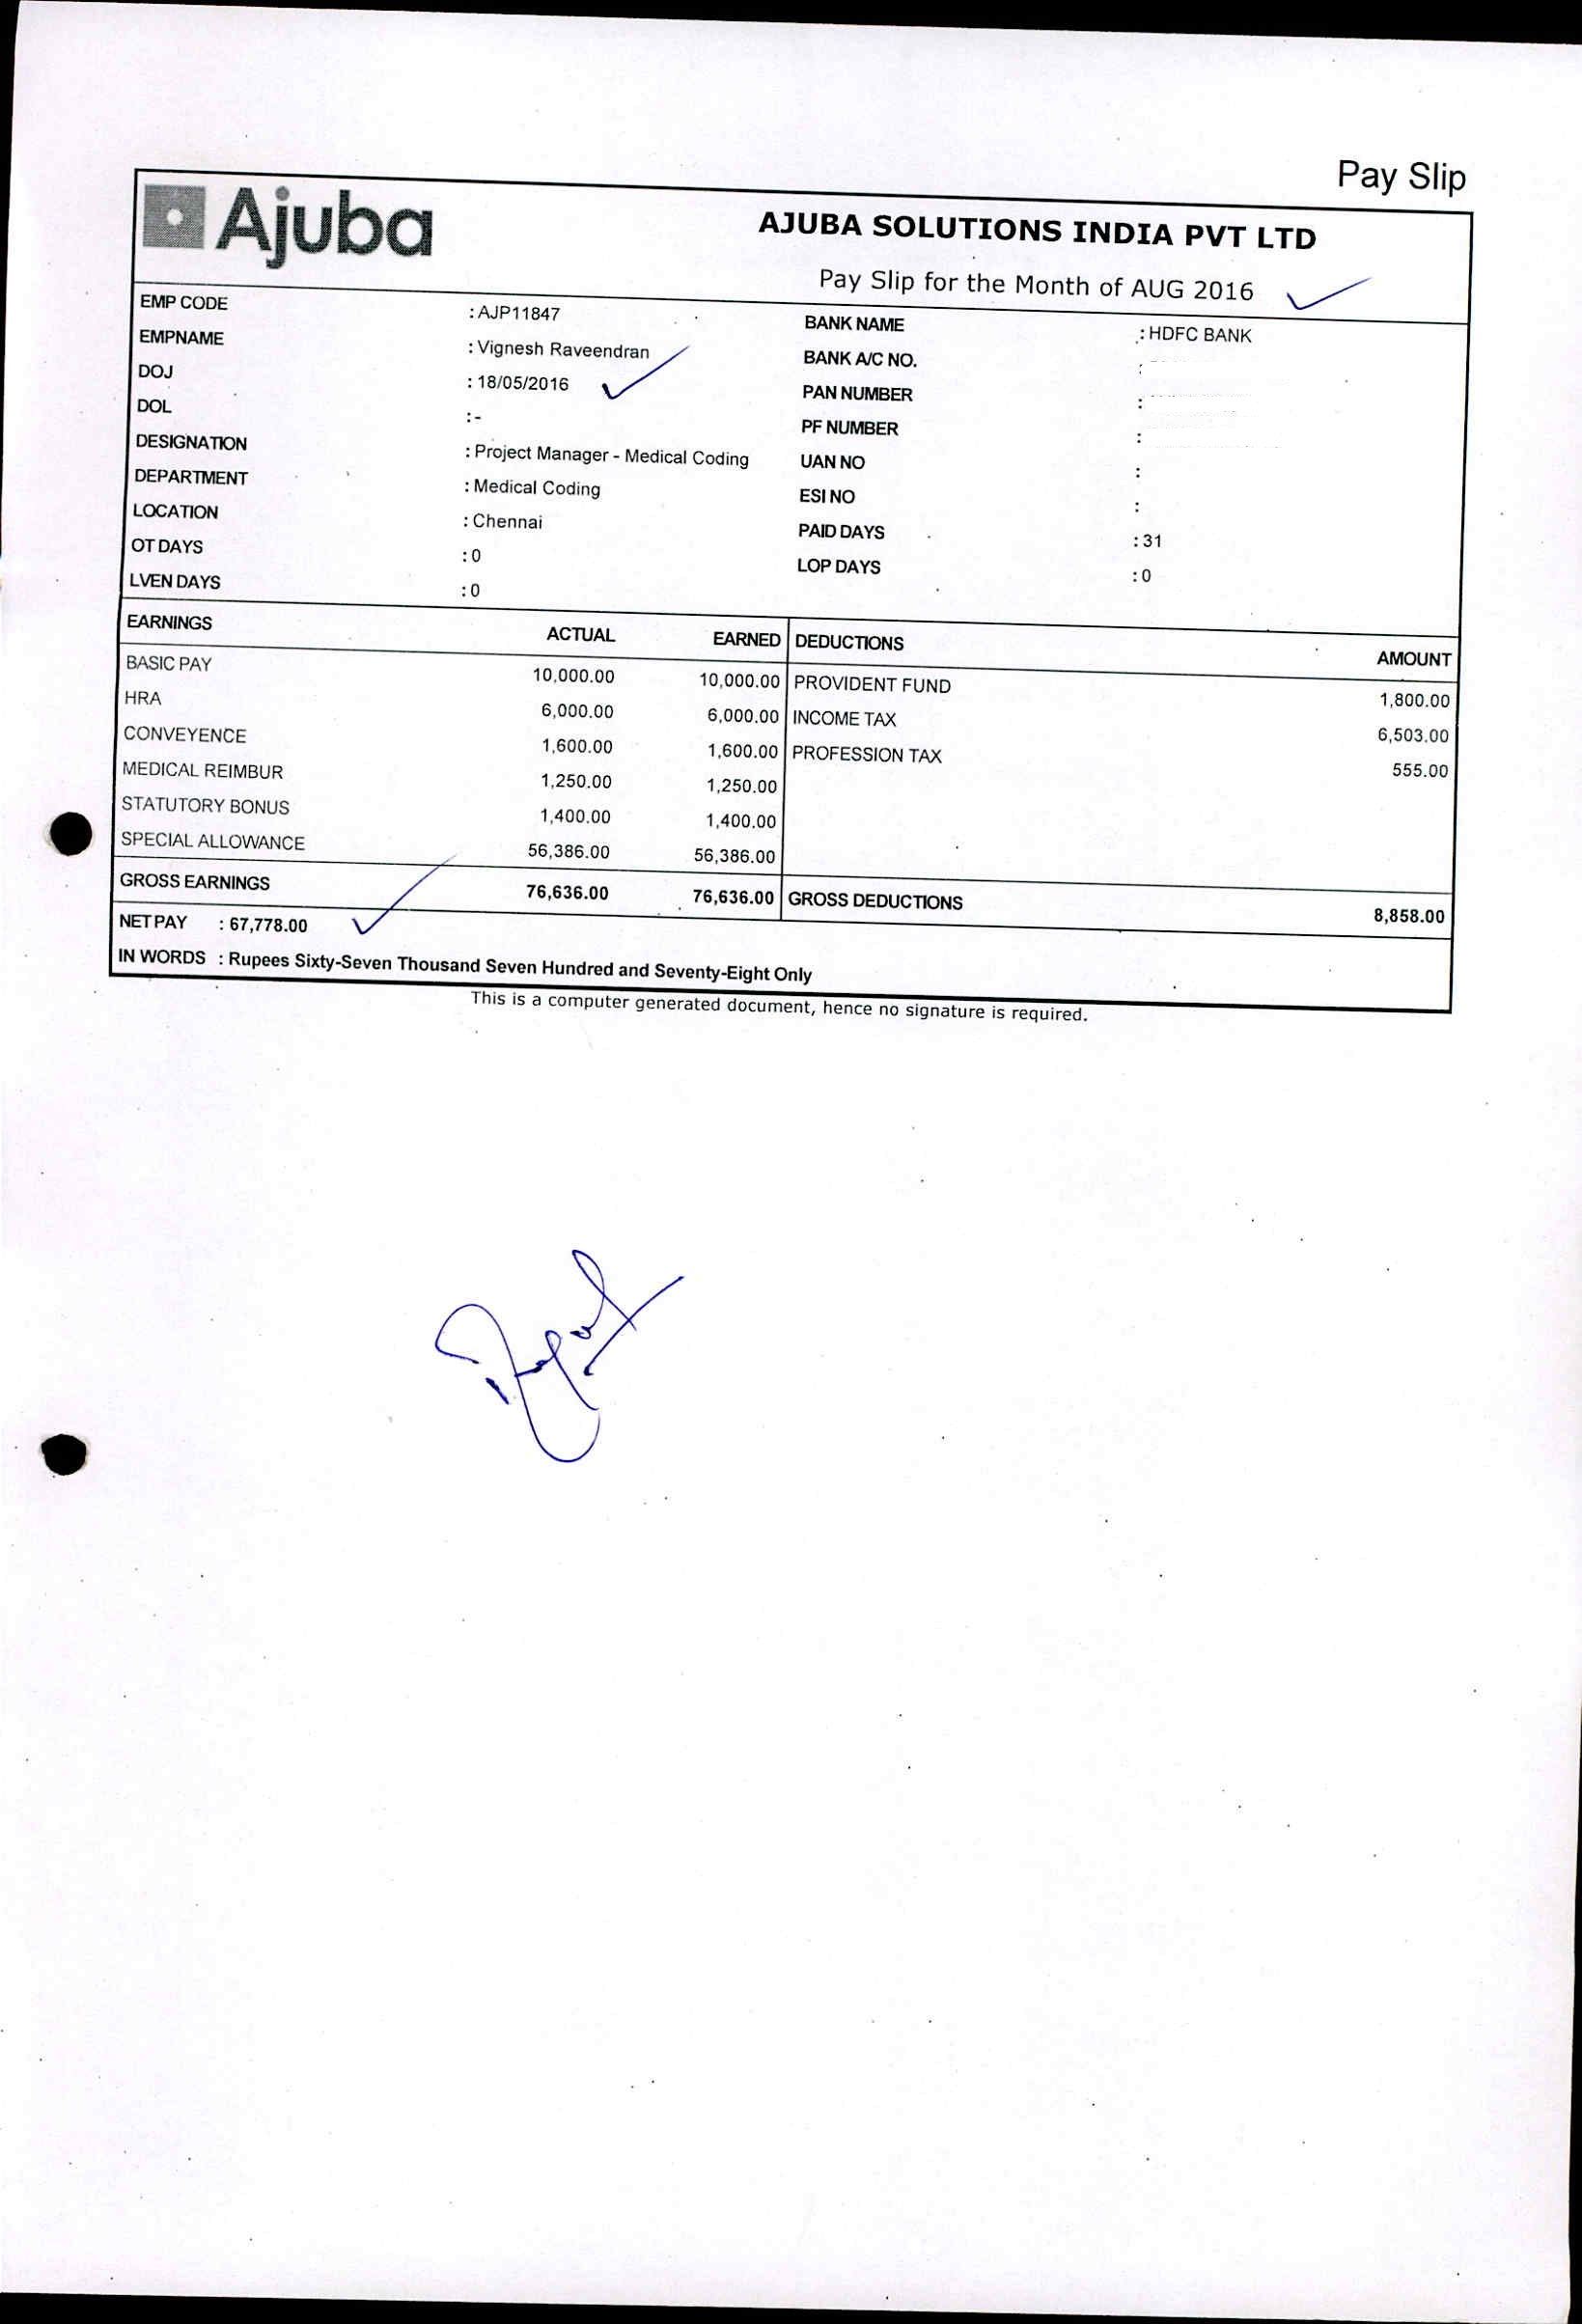 Pay Slip
Ajuba
AJUBA SOLUTIONS INDIA PVT LTD
Pay Slip for the Month of AUG 2016
EMP CODE : AJP11847 BANK NAME : HDFC BANK
EMPNAME : Vignesh Raveendran BANK A/C NO. :
DOJ : 18/05/2016 PAN NUMBER :
DOL :- PF NUMBER :
DESIGNATION : Project Manager - Medical Coding UAN NO :
DEPARTMENT : Medical Coding ESI NO :
LOCATION : Chennai PAID DAYS : 31
OT DAYS : 0 LOP DAYS : 0
LVEN DAYS : 0
EARNINGS ACTUAL EARNED DEDUCTIONS AMOUNT
BASIC PAY 10,000.00 10,000.00 PROVIDENT FUND 1,800.00
HRA 6,000.00 6,000.00 INCOME TAX 6,503.00
CONVEYENCE 1,600.00 1,600.00 PROFESSION TAX 555.00
MEDICAL REIMBUR 1,250.00 1,250.00
STATUTORY BONUS 1,400.00 1,400.00
SPECIAL ALLOWANCE 56,386.00 56,386.00
GROSS EARNINGS 76,636.00 76,636.00 GROSS DEDUCTIONS 8,858.00
NET PAY : 67,778.00
IN WORDS : Rupees Sixty-Seven Thousand Seven Hundred and Seventy-Eight Only
This is a computer generated document, hence no signature is required.